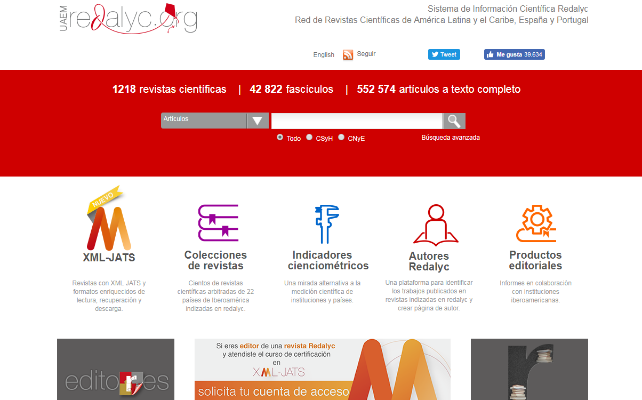 UAEM
redalyc.org
Sistema de Información Científica Redalyc
Red de Revistas Científicas de América Latina y el Caribe, España y Portugal
English
Seguir
Tweet
Me gusta 39.634
1218 revistas científicas | 42 822 fascículos | 552 574 artículos a texto completo
Artículos
Todo
CSyH
CNyE
Búsqueda avanzada
NUEVO
XML-JATS
Revistas con XML JATS y
formatos enriquecidos de
lectura, recuperación y
descarga.
Colecciones
de revistas
Cientos de revistas
científicas arbitradas de 22
países de Iberoamérica
indizadas en redalyc.
Indicadores
cienciométricos
Una mirada alternativa a la
medición científica de
instituciones y países.
Autores
Redalyc
Una plataforma para identificar
los trabajos publicados en
revistas indizadas en redalyc y
crear página de autor.
Productos
editoriales
Informes en colaboración
con instituciones
iberoamericanas.
editores
Si eres editor de una revista Redalyc
y atendiste el curso de certificación
en
XML-JATS
solicita tu cuenta de acceso
r